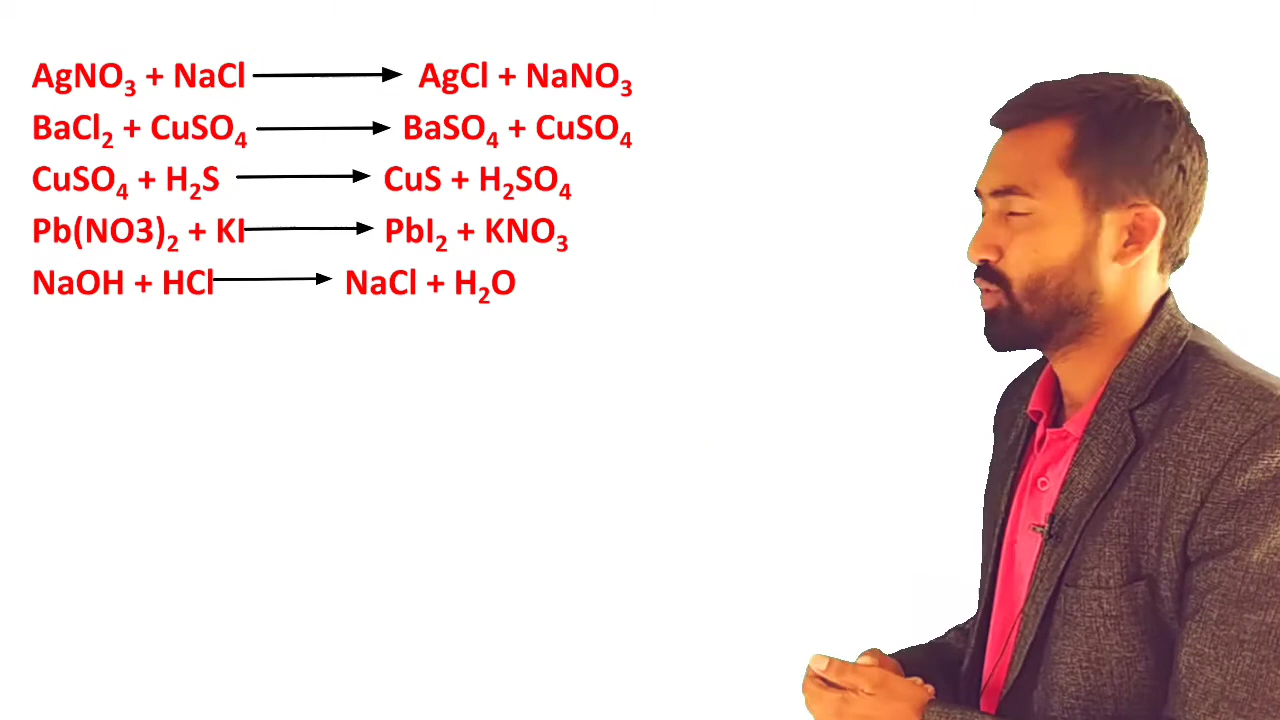 AgNO₃ + NaCl ⟶ AgCl + NaNO₃
BaCl₂ + CuSO₄ ⟶ BaSO₄ + CuSO₄
CuSO₄ + H₂S ⟶ CuS + H₂SO₄
Pb(NO3)₂ + KI ⟶ PbI₂ + KNO₃
NaOH + HCl ⟶ NaCl + H₂O